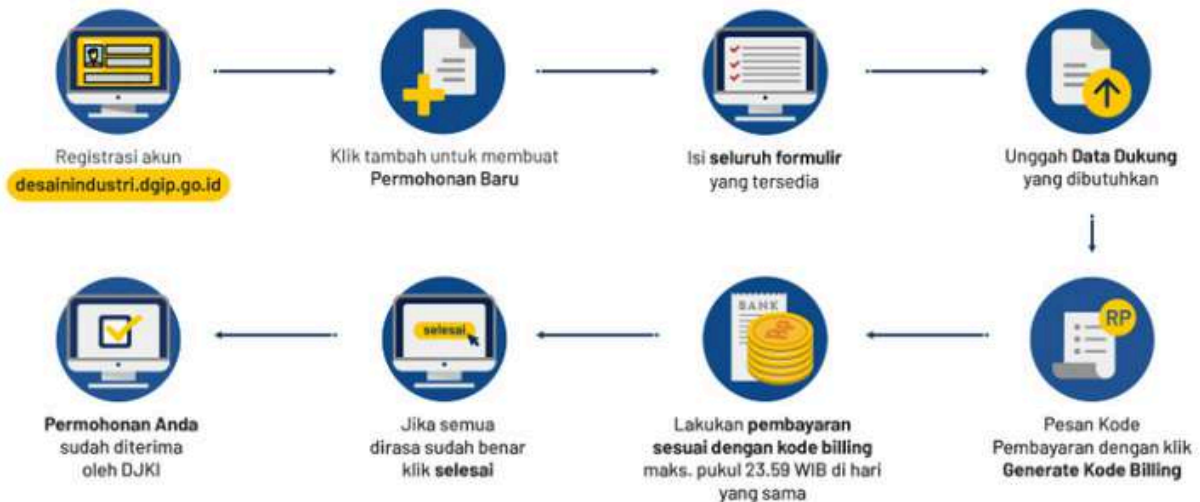 Registrasi akun
desainindustri.dgip.go.id
Klik tambah untuk membuat
Permohonan Baru
Isi seluruh formulir
yang tersedia
Unggah Data Dukung
yang dibutuhkan
RP
Pesan Kode
Pembayaran dengan klik
Generate Kode Billing
BANK
Lakukan pembayaran
sesuai dengan kode billing
maks. pukul 23.59 WIB di hari
yang sama
selesai
Jika semua
dirasa sudah benar
klik selesai
Permohonan Anda
sudah diterima
oleh DJKI